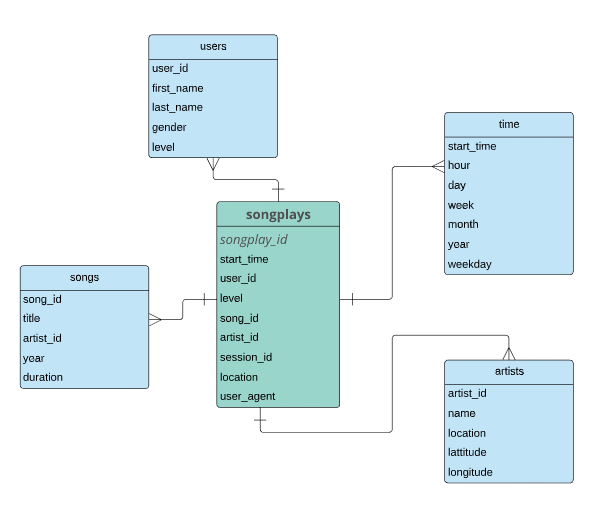 users
user_id
first_name
last_name
gender
level
time
start_time
hour
day
week
month
year
weekday
songplays
songplay_id
start_time
user_id
level
song_id
artist_id
session_id
location
user_agent
songs
song_id
title
artist_id
year
duration
artists
artist_id
name
location
lattitude
longitude